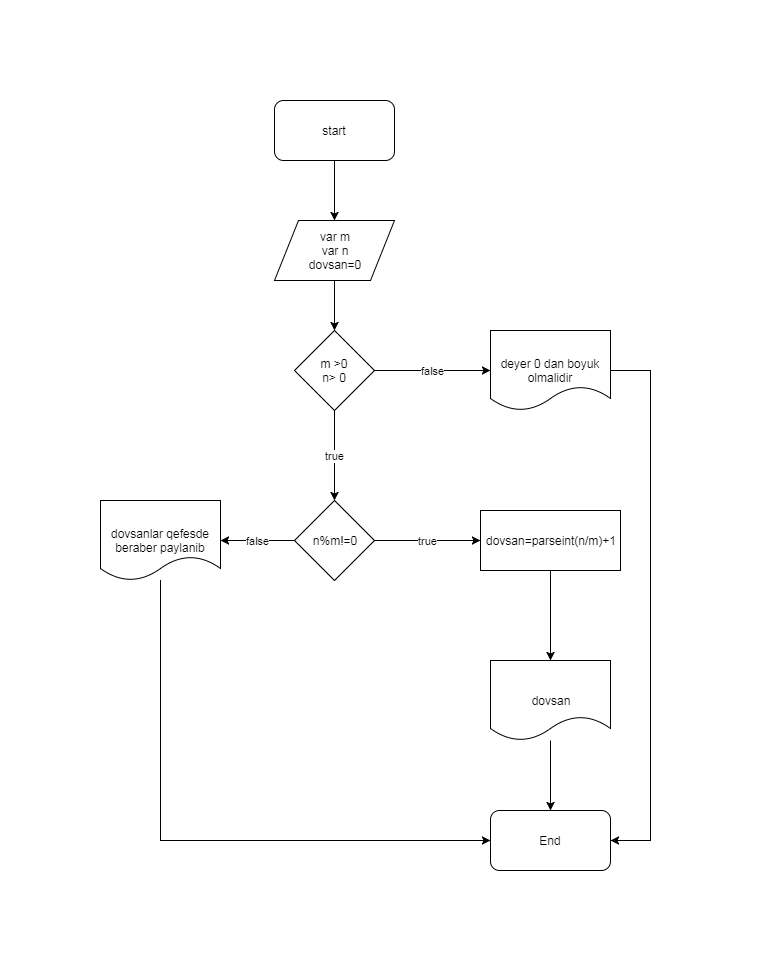 start
var m
var n
dovsan=0
m >0
n> 0
false
deyer 0 dan boyuk
olmalidir
true
dovsanlar qefesde
beraber paylanib
false
n%m!=0
true
dovsan=parseint(n/m)+1
dovsan
End